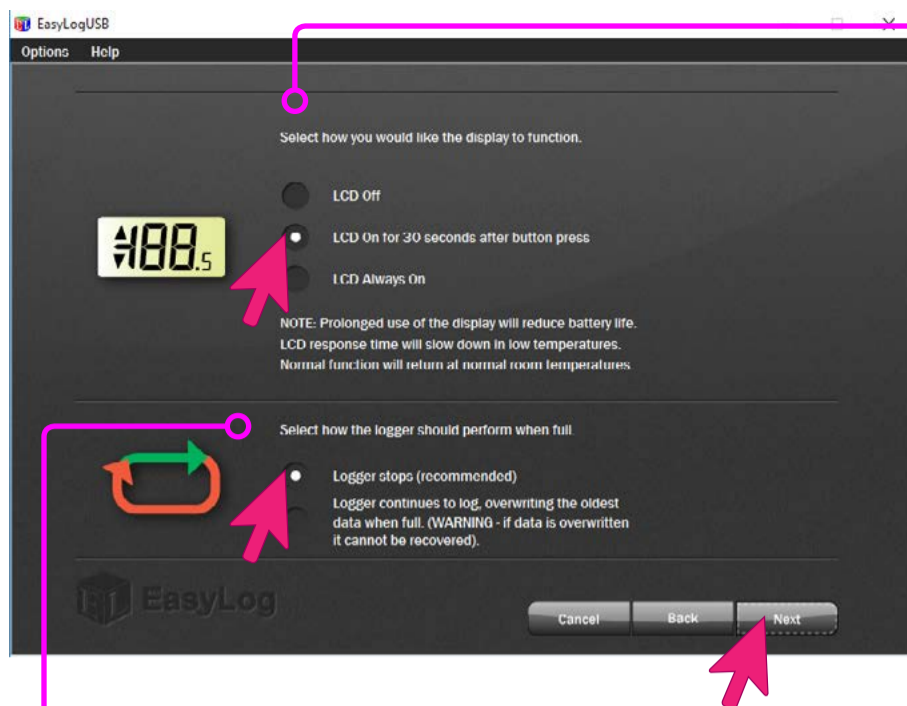 EasyLogUSB
Options Help
Select how you would like the display to function.
LCD Off
188.5
LCD On for 30 seconds after button press
LCD Always On
NOTE: Prolonged use of the display will reduce battery life.
LCD response time will slow down in low temperatures.
Normal function will return at normal room temperatures
Select how the logger should perform when full
Logger stops (recommended)
Logger continues to log, overwriting the oldest
data when full. (WARNING - if data is overwritten
it cannot be recovered).
EasyLog
Cancel Back Next